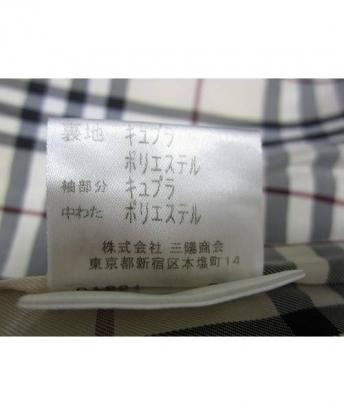 裏地 キュプラ
ポリエステル
袖部分 キュプラ
中わた ポリエステル
株式会社 三陽商会
東京都新宿区本塩町14